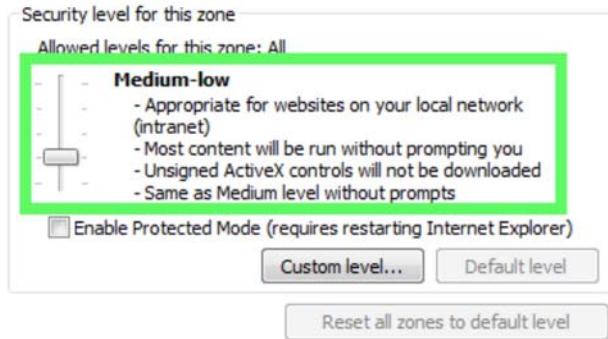 Security level for this zone
Allowed levels for this zone: All
Medium-low
- Appropriate for websites on your local network
(intranet)
- Most content will be run without prompting you
- Unsigned ActiveX controls will not be downloaded
- Same as Medium level without prompts
Enable Protected Mode (requires restarting Internet Explorer)
Custom level... Default level
Reset all zones to default level